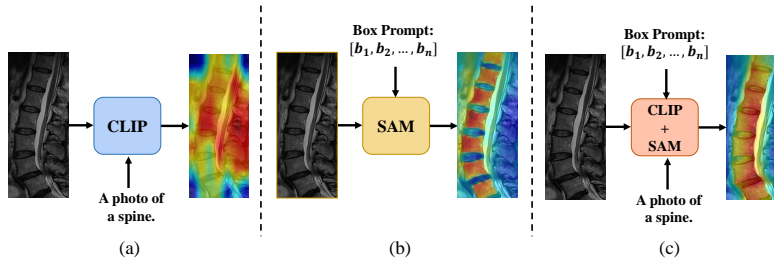 CLIP
A photo of
a spine.
(a)
Box Prompt:
[b₁, b₂, ..., bₙ]
SAM
(b)
Box Prompt:
[b₁, b₂, ..., bₙ]
CLIP
+
SAM
A photo of
a spine.
(c)